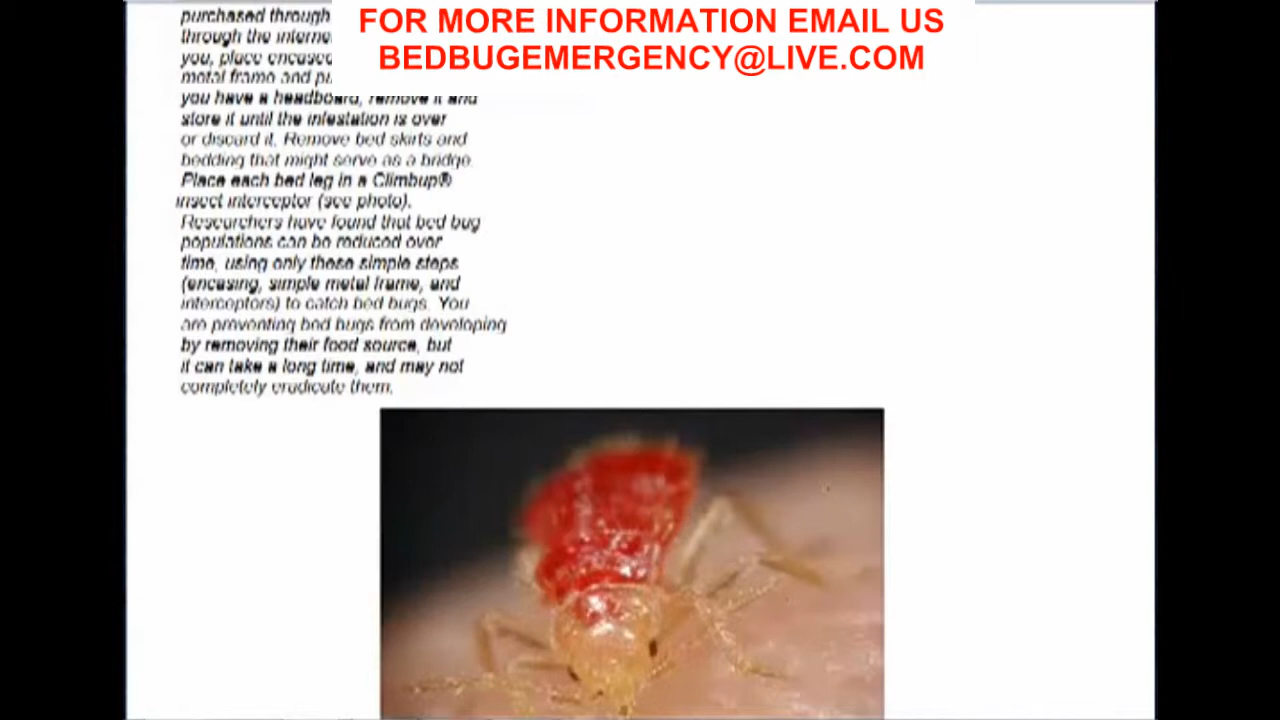 FOR MORE INFORMATION EMAIL US
BEDBUGEMERGENCY@LIVE.COM
purchased through
through the
you, place
metal frame and
you have a headboard, remove it and
store it until the infestation is over
or discard it. Remove bed skirts and
bedding that might serve as a bridge.
Place each bed leg in a Climbup®
insect interceptor (see photo).
Researchers have found that bed bug
populations can be reduced over
time, using only these simple steps
(encasing, simple metal frame, and
interceptors) to catch bed bugs. You
are preventing bed bugs from developing
by removing their food source, but
it can take a long time, and may not
completely eradicate them.